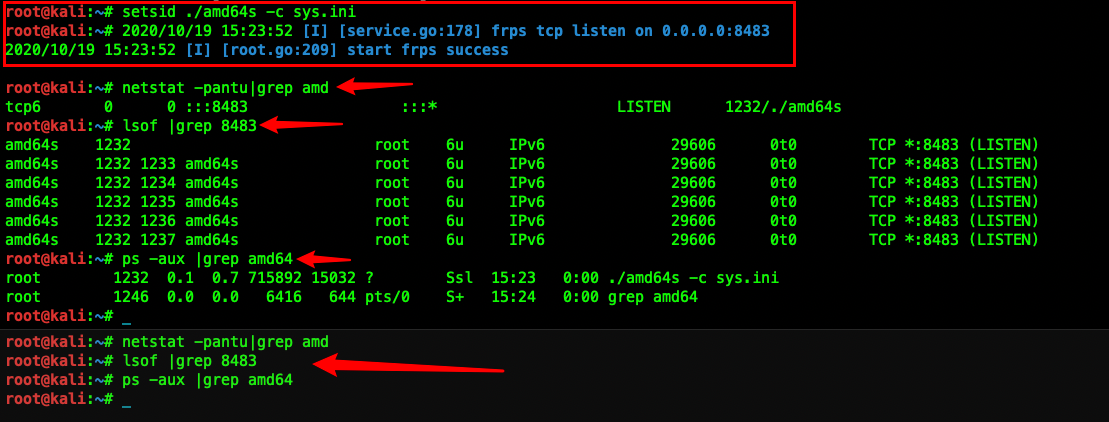 root@kali:~# setsid ./amd64s -c sys.ini
root@kali:~# 2020/10/19 15:23:52 [I] [service.go:178] frps tcp listen on 0.0.0.0:8483
2020/10/19 15:23:52 [I] [root.go:209] start frps success
root@kali:~# netstat -pantu|grep amd
tcp6 0 0 :::8483 :::* LISTEN 1232/./amd64s
root@kali:~# lsof |grep 8483
amd64s 1232 root 6u IPv6 29606 0t0 TCP *:8483 (LISTEN)
amd64s 1232 1233 amd64s root 6u IPv6 29606 0t0 TCP *:8483 (LISTEN)
amd64s 1232 1234 amd64s root 6u IPv6 29606 0t0 TCP *:8483 (LISTEN)
amd64s 1232 1235 amd64s root 6u IPv6 29606 0t0 TCP *:8483 (LISTEN)
amd64s 1232 1236 amd64s root 6u IPv6 29606 0t0 TCP *:8483 (LISTEN)
amd64s 1232 1237 amd64s root 6u IPv6 29606 0t0 TCP *:8483 (LISTEN)
root@kali:~# ps -aux |grep amd64
root 1232 0.1 0.7 715892 15032 ? Ssl 15:23 0:00 ./amd64s -c sys.ini
root 1246 0.0 0.0 6416 644 pts/0 S+ 15:24 0:00 grep amd64
root@kali:~# _
root@kali:~# netstat -pantu|grep amd
root@kali:~# lsof |grep 8483
root@kali:~# ps -aux |grep amd64
root@kali:~# _